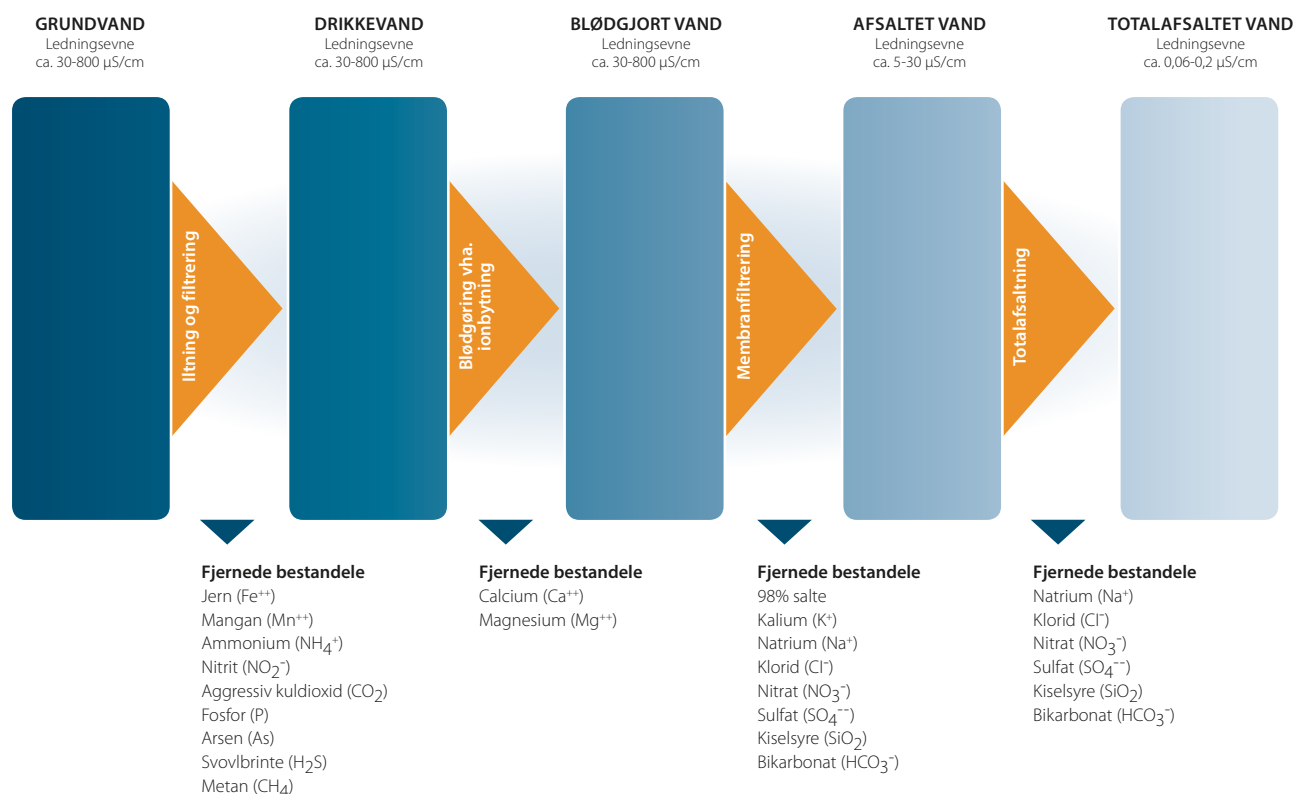 GRUNDVAND
Ledningsevne
ca. 30-800 µS/cm
DRIKKEVAND
Ledningsevne
ca. 30-800 µS/cm
BLØDGJORT VAND
Ledningsevne
ca. 30-800 µS/cm
AFSALTET VAND
Ledningsevne
ca. 5-30 µS/cm
TOTALAFSALTET VAND
Ledningsevne
ca. 0,06-0,2 µS/cm
Iltning og filtrering
Blødgøring vha.
ionbytning
Membranfiltrering
Totalafsaltning
Fjernede bestandele
Jern (Fe⁺⁺)
Mangan (Mn⁺⁺)
Ammonium (NH₄⁺)
Nitrit (NO₂⁻)
Aggressiv kuldioxid (CO₂)
Fosfor (P)
Arsen (As)
Svovlbrinte (H₂S)
Metan (CH₄)
Fjernede bestandele
Calcium (Ca⁺⁺)
Magnesium (Mg⁺⁺)
Fjernede bestandele
98% salte
Kalium (K⁺)
Natrium (Na⁺)
Klorid (Cl⁻)
Nitrat (NO₃⁻)
Sulfat (SO₄⁻⁻)
Kiselsyre (SiO₂)
Bikarbonat (HCO₃⁻)
Fjernede bestandele
Natrium (Na⁺)
Klorid (Cl⁻)
Nitrat (NO₃⁻)
Sulfat (SO₄⁻⁻)
Kiselsyre (SiO₂)
Bikarbonat (HCO₃⁻)